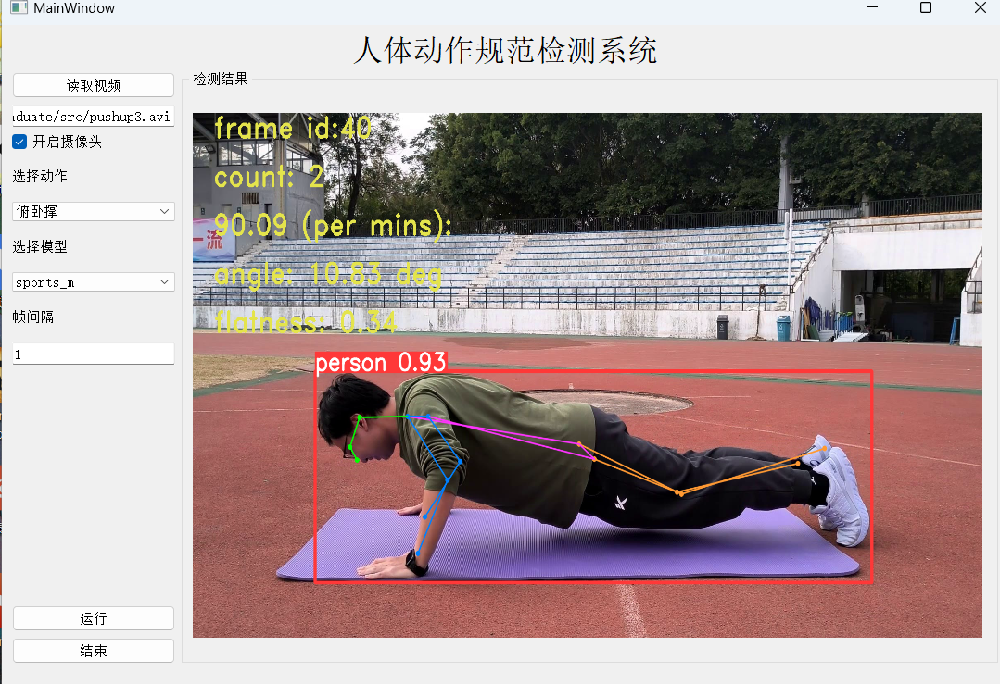 MainWindow
人体动作规范检测系统
读取视频
duate/src/pushup3.avi
开启摄像头
选择动作
俯卧撑
选择模型
sports_m
帧间隔
1
运行
结束
检测结果
frame id:40
count: 2
90.09 (per mins):
angle: 10.83 deg
flatness: 0.34
一流
person 0.93